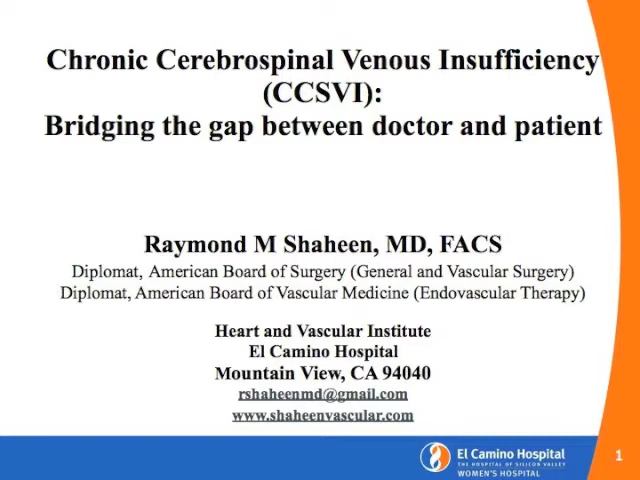 Chronic Cerebrospinal Venous Insufficiency
(CCSVI):
Bridging the gap between doctor and patient
Raymond M Shaheen, MD, FACS
Diplomat, American Board of Surgery (General and Vascular Surgery)
Diplomat, American Board of Vascular Medicine (Endovascular Therapy)
Heart and Vascular Institute
El Camino Hospital
Mountain View, CA 94040
rshaheenmd@gmail.com
www.shaheenvascular.com
El Camino Hospital
THE HOSPITAL OF SILICON VALLEY
WOMEN'S HOSPITAL
1